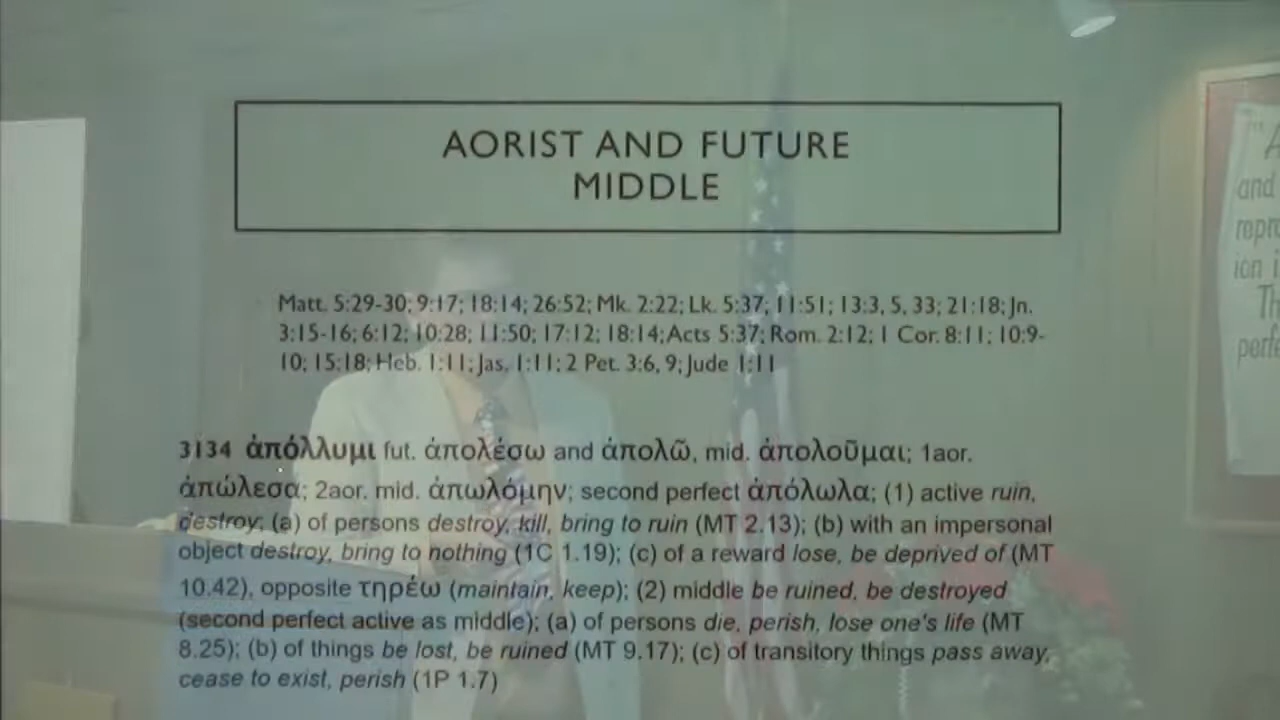 AORIST AND FUTURE
MIDDLE
Matt. 5:29-30; 9:17; 18:14; 26:52; Mk. 2:22; Lk. 5:37; 11:51; 13:3, 5, 33; 21:18; Jn.
3:15-16; 6:12; 10:28; 11:50; 17:12; 18:14; Acts 5:37; Rom. 2:12; 1 Cor. 8:11; 10:9-
10; 15:18; Heb. 1:11; Jas. 1:11; 2 Pet. 3:6, 9; Jude 1:11
3134 ἀπόλλυμι fut. ἀπολέσω and ἀπολῶ, mid. ἀπολοῦμαι; 1aor.
ἀπώλεσα; 2aor. mid. ἀπωλόμην; second perfect ἀπόλωλα; (1) active ruin,
destroy; (a) of persons destroy, kill, bring to ruin (MT 2.13); (b) with an impersonal
object destroy, bring to nothing (1C 1.19); (c) of a reward lose, be deprived of (MT
10.42), opposite τηρέω (maintain, keep); (2) middle be ruined, be destroyed
(second perfect active as middle); (a) of persons die, perish, lose one's life (MT
8.25); (b) of things be lost, be ruined (MT 9.17); (c) of transitory things pass away,
cease to exist, perish (1P 1.7)
"A
and
repr
ion i
Th
perfe